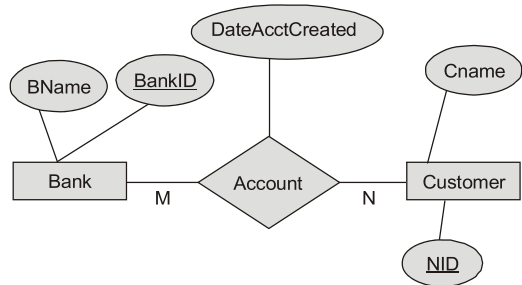 DateAcctCreated
BName
BankID
Cname
Bank
M
Account
N
Customer
NID